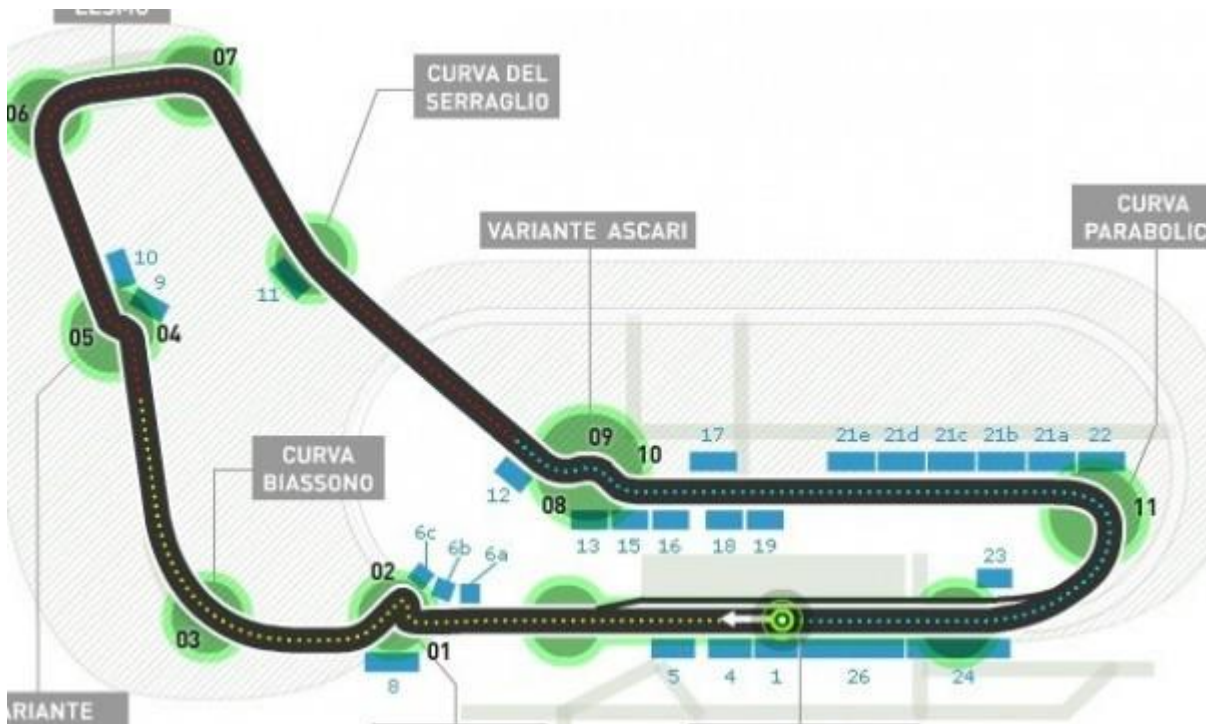 LESMO
07
06
CURVA DEL
SERRAGLIO
CURVA
PARABOLIC
VARIANTE ASCARI
10
9
11
05
04
09
10
17
21e
21d
21c
21b
21a
22
CURVA
BIASSONO
12
08
11
13
15
16
18
19
6c
6b
6a
02
23
03
01
8
5
4
1
26
24
ARIANTE